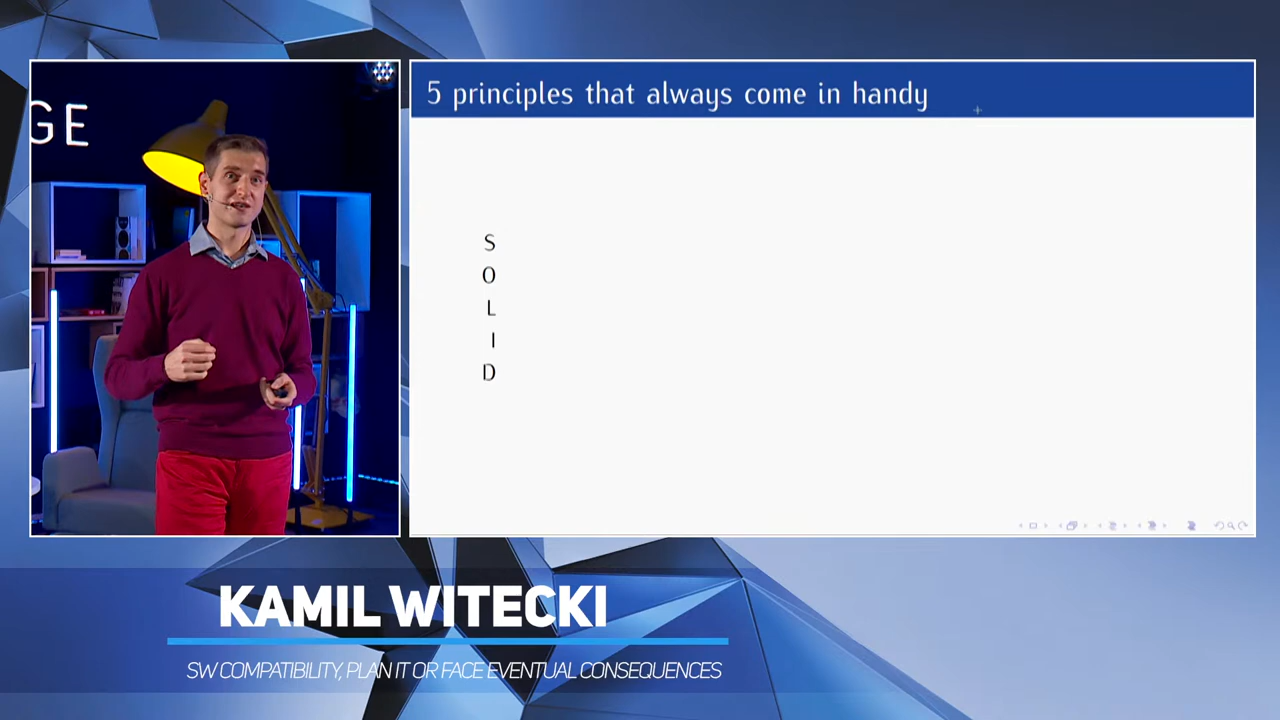 GE
5 principles that always come in handy
S
O
L
I
D
KAMIL WITECKI
SW COMPATIBILITY, PLAN IT OR FACE EVENTUAL CONSEQUENCES